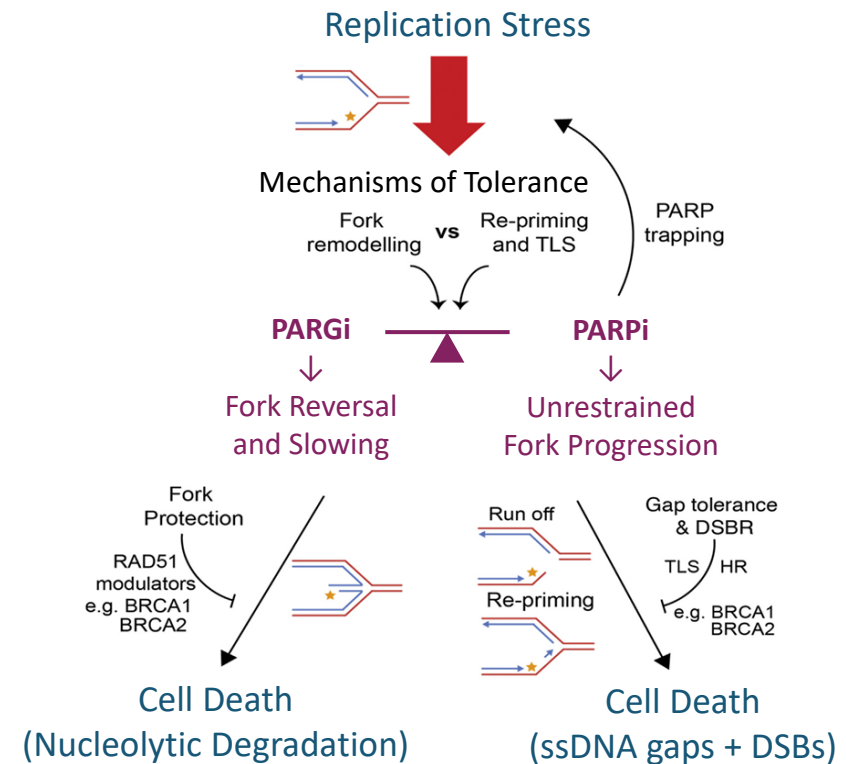 Replication Stress
Mechanisms of Tolerance
Fork
remodelling
vs
Re-priming
and TLS
PARP
trapping
PARGi
PARPi
Fork Reversal
and Slowing
Unrestrained
Fork Progression
Fork
Protection
RAD51
modulators
e.g. BRCA1
BRCA2
Run off
Re-priming
Gap tolerance
& DSBR
TLS
HR
e.g. BRCA1
BRCA2
Cell Death
(Nucleolytic Degradation)
Cell Death
(ssDNA gaps + DSBs)